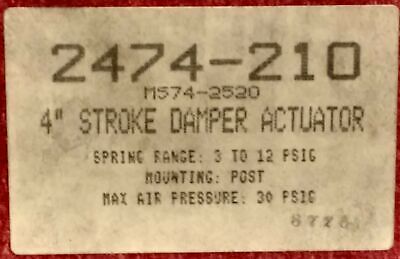 2474-210
M574-2520
4" STROKE DAMPER ACTUATOR
SPRING RANGE: 3 TO 12 PSIG
MOUNTING: POST
MAX AIR PRESSURE: 30 PSIG